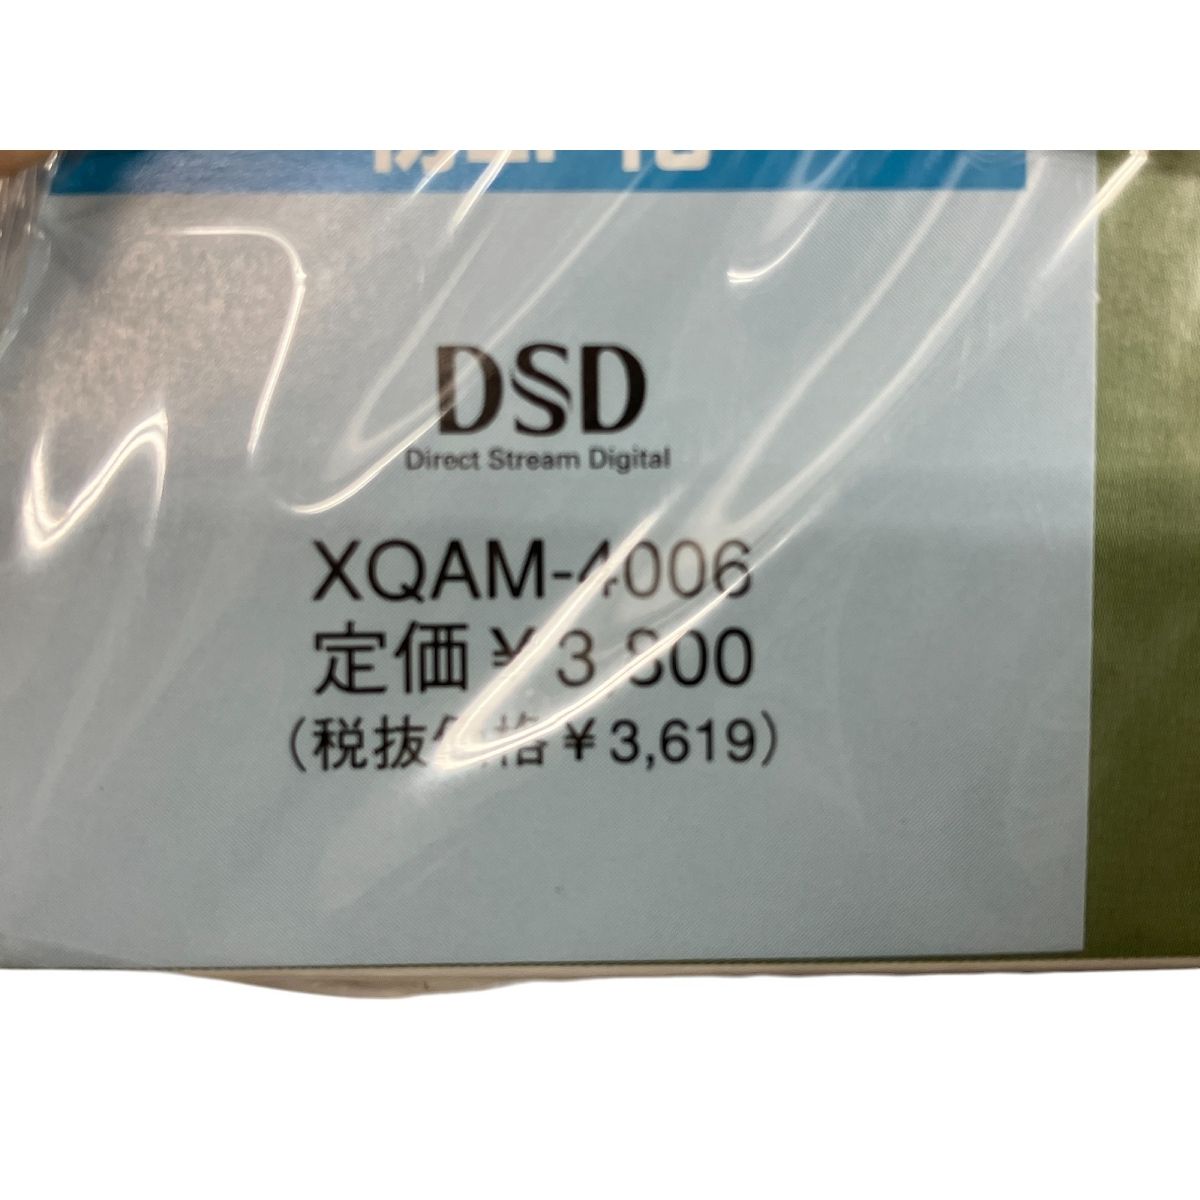 DSD
Direct Stream Digital
XQAM-4006
定価¥3,800
（税抜価格¥3,619）